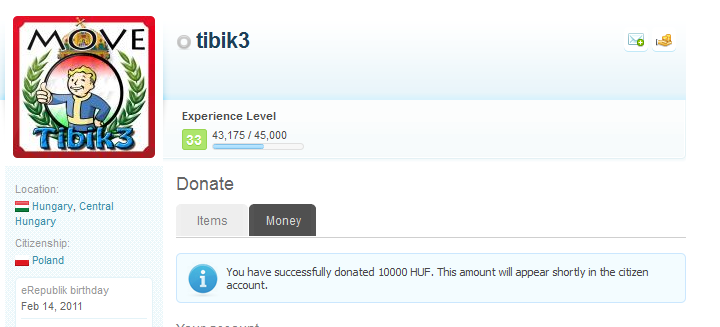 MOVE
Tibik3
tibik3
Experience Level
33
43,175 / 45,000
Location:
Hungary, Central
Hungary
Citizenship:
Poland
eRepublik birthday
Feb 14, 2011
Donate
Items
Money
You have successfully donated 10000 HUF. This amount will appear shortly in the citizen
account.
Your account